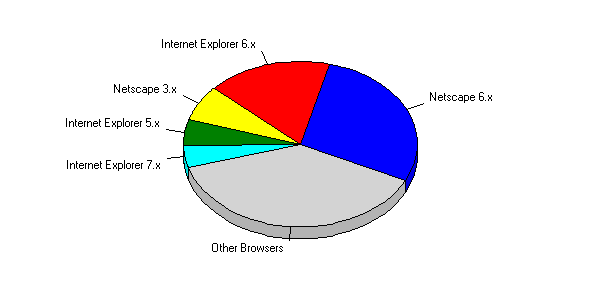 Internet Explorer 6.x
Netscape 3.x
Netscape 6.x
Internet Explorer 5.x
Internet Explorer 7.x
Other Browsers